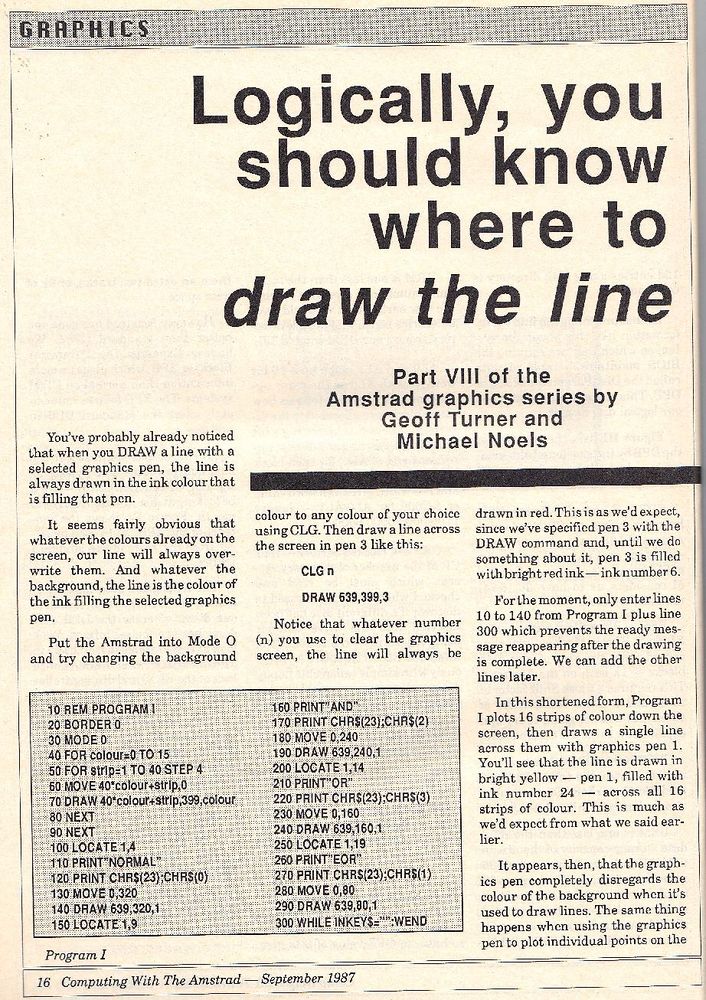 GRAPHICS
Logically, you
should know
where to
draw the line
Part VIII of the
Amstrad graphics series by
Geoff Turner and
Michael Noels
You've probably already noticed
that when you DRAW a line with a
selected graphics pen, the line is
always drawn in the ink colour that
is filling that pen.
It seems fairly obvious that
whatever the colours already on the
screen, our line will always over-
write them. And whatever the
background, the line is the colour of
the ink filling the selected graphics
pen.
Put the Amstrad into Mode O
and try changing the background
colour to any colour of your choice
using CLG. Then draw a line across
the screen in pen 3 like this:
CLG n
DRAW 639,399,3
Notice that whatever number
(n) you use to clear the graphics
screen, the line will always be
drawn in red. This is as we'd expect,
since we've specified pen 3 with the
DRAW command and, until we do
something about it, pen 3 is filled
with bright red ink — ink number 6.
For the moment, only enter lines
10 to 140 from Program I plus line
300 which prevents the ready mes-
sage reappearing after the drawing
is complete. We can add the other
lines later.
In this shortened form, Program
I plots 16 strips of colour down the
screen, then draws a single line
across them with graphics pen 1.
You'll see that the line is drawn in
bright yellow — pen 1, filled with
ink number 24 — across all 16
strips of colour. This is much as
we'd expect from what we said ear-
lier.
It appears, then, that the graph-
ics pen completely disregards the
colour of the background when it's
used to draw lines. The same thing
happens when using the graphics
pen to plot individual points on the
10 REM PROGRAM I
20 BORDER 0
30 MODE 0
40 FOR colour=0 TO 15
50 FOR strip=1 TO 40 STEP 4
60 MOVE 40*colour+strip,0
70 DRAW 40*colour+strip,399,colour
80 NEXT
90 NEXT
100 LOCATE 1,4
110 PRINT"NORMAL"
120 PRINT CHR$(23);CHR$(0)
130 MOVE 0,320
140 DRAW 639,320,1
150 LOCATE 1,9
160 PRINT"AND"
170 PRINT CHR$(23);CHR$(2)
180 MOVE 0,240
190 DRAW 639,240,1
200 LOCATE 1,14
210 PRINT"OR"
220 PRINT CHR$(23);CHR$(3)
230 MOVE 0,160
240 DRAW 639,160,1
250 LOCATE 1,19
260 PRINT"EOR"
270 PRINT CHR$(23);CHR$(1)
280 MOVE 0,80
290 DRAW 639,80,1
300 WHILE INKEY$="":WEND
Program I
16 Computing With The Amstrad — September 1987